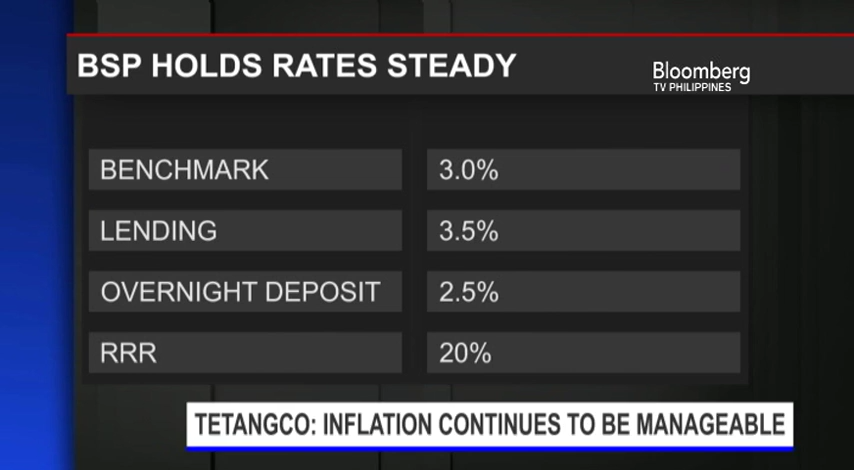 BSP HOLDS RATES STEADY
Bloomberg
TV PHILIPPINES
BENCHMARK 3.0%
LENDING 3.5%
OVERNIGHT DEPOSIT 2.5%
RRR 20%
TETANGCO: INFLATION CONTINUES TO BE MANAGEABLE